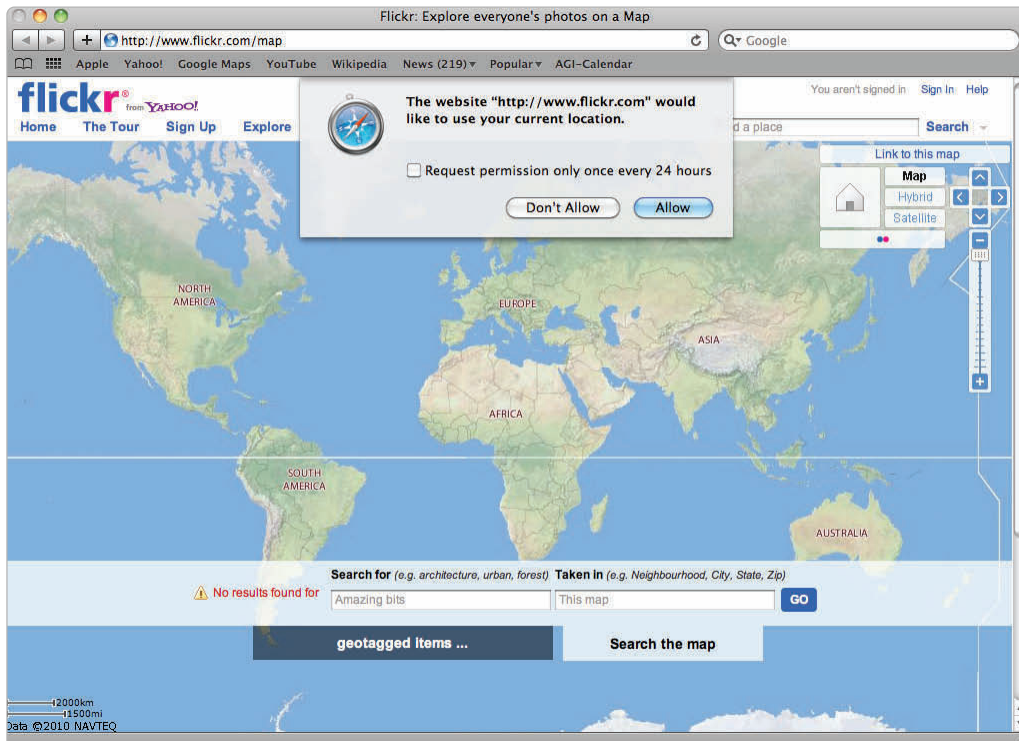 Flickr: Explore everyone's photos on a Map
http://www.flickr.com/map
Google
Apple Yahoo! Google Maps YouTube Wikipedia News (219) Popular AGI-Calendar
flickr from YAHOO!
You aren't signed in Sign In Help
Home The Tour Sign Up Explore
d a place
Search
The website "http://www.flickr.com" would
like to use your current location.
Request permission only once every 24 hours
Don't Allow
Allow
Link to this map
Map
Hybrid
Satellite
NORTH
AMERICA
EUROPE
ASIA
AFRICA
SOUTH
AMERICA
AUSTRALIA
Search for (e.g. architecture, urban, forest) Taken in (e.g. Neighbourhood, City, State, Zip)
No results found for
Amazing bits
This map
GO
geotagged items ...
Search the map
2000km
1500mi
Data ©2010 NAVTEQ